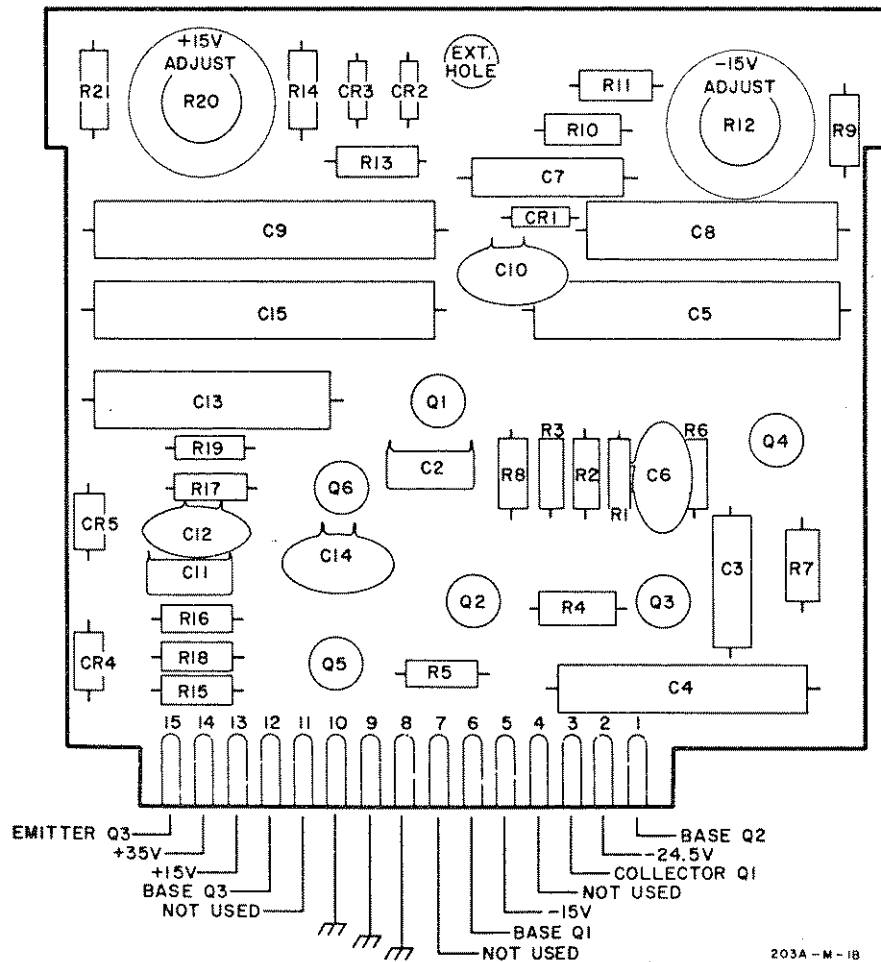 +15V
ADJUST
R20
R21
R14
CR3
CR2
EXT.
HOLE
R11
-15V
ADJUST
R12
R9
R10
R13
C7
CR1
C9
C8
C10
C15
C5
C13
Q1
Q4
R19
C2
R8
R3
R2
R1
C6
R6
R17
Q6
CR5
C12
C14
C11
C3
R7
Q2
R4
Q3
R16
CR4
R18
Q5
R5
R15
C4
15 14 13 12 11 10 9 8 7 6 5 4 3 2 1
EMITTER Q3
+35V
+15V
BASE Q3
NOT USED
BASE Q2
-24.5V
COLLECTOR Q1
NOT USED
-15V
BASE Q1
NOT USED
203A-M-1B